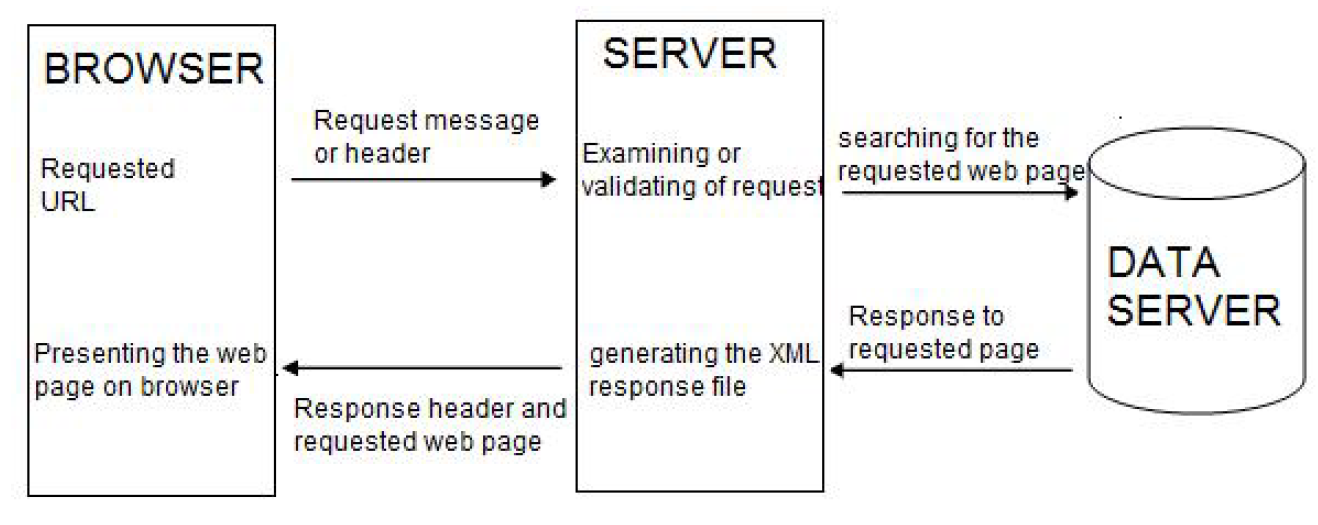 BROWSER
Requested
URL
Presenting the web
page on browser
Request message
or header
Response header and
requested web page
SERVER
Examining or
validating of request
generating the XML
response file
searching for the
requested web page
Response to
requested page
DATA
SERVER